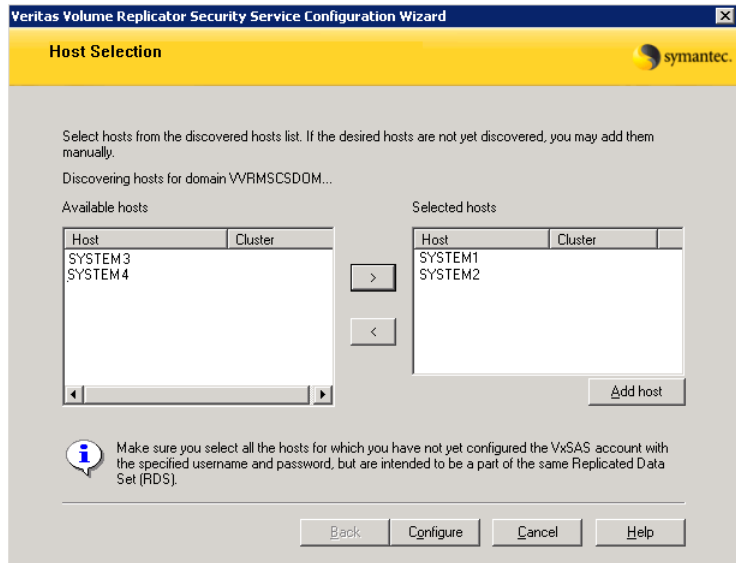 Veritas Volume Replicator Security Service Configuration Wizard
Host Selection
symantec.
Select hosts from the discovered hosts list. If the desired hosts are not yet discovered, you may add them
manually.
Discovering hosts for domain VVRMSCSDOM...
Available hosts
Selected hosts
Host Cluster
Host Cluster
SYSTEM3
SYSTEM4
SYSTEM1
SYSTEM2
>
<
Add host
Make sure you select all the hosts for which you have not yet configured the VxSAS account with
the specified username and password, but are intended to be a part of the same Replicated Data
Set (RDS).
Back Configure Cancel Help